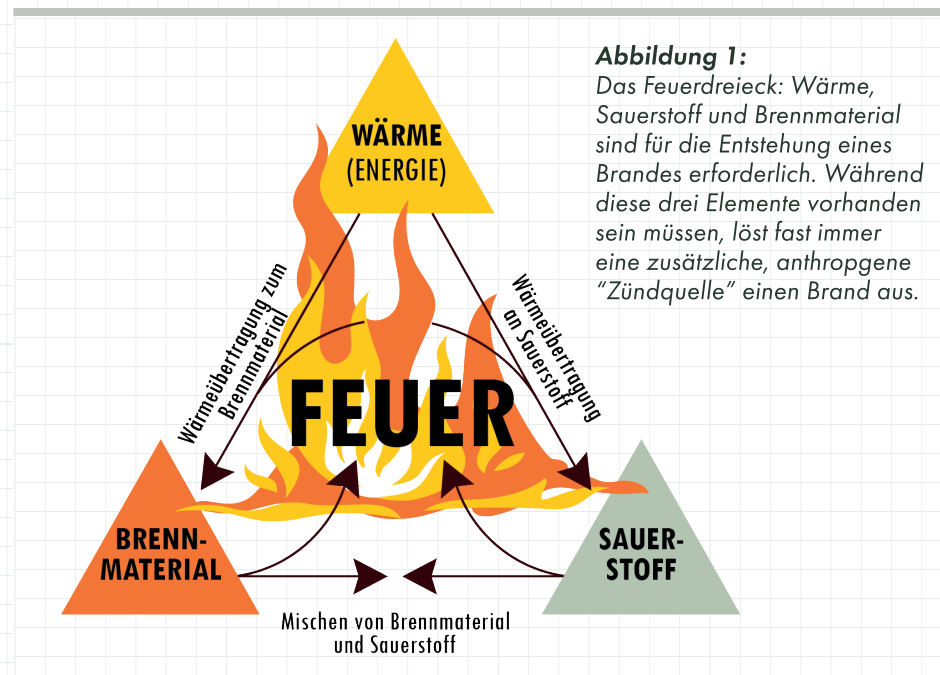 Abbildung 1:
Das Feuerdreieck: Wärme,
Sauerstoff und Brennmaterial
sind für die Entstehung eines
Brandes erforderlich. Während
diese drei Elemente vorhanden
sein müssen, löst fast immer
eine zusätzliche, anthropgene
“Zündquelle” einen Brand aus.
WÄRME
(ENERGIE)
Wärmeübertragung zum
Brennmaterial
Wärmeübertragung
an Sauerstoff
FEUER
BRENN-
MATERIAL
SAUER-
STOFF
Mischen von Brennmaterial
und Sauerstoff